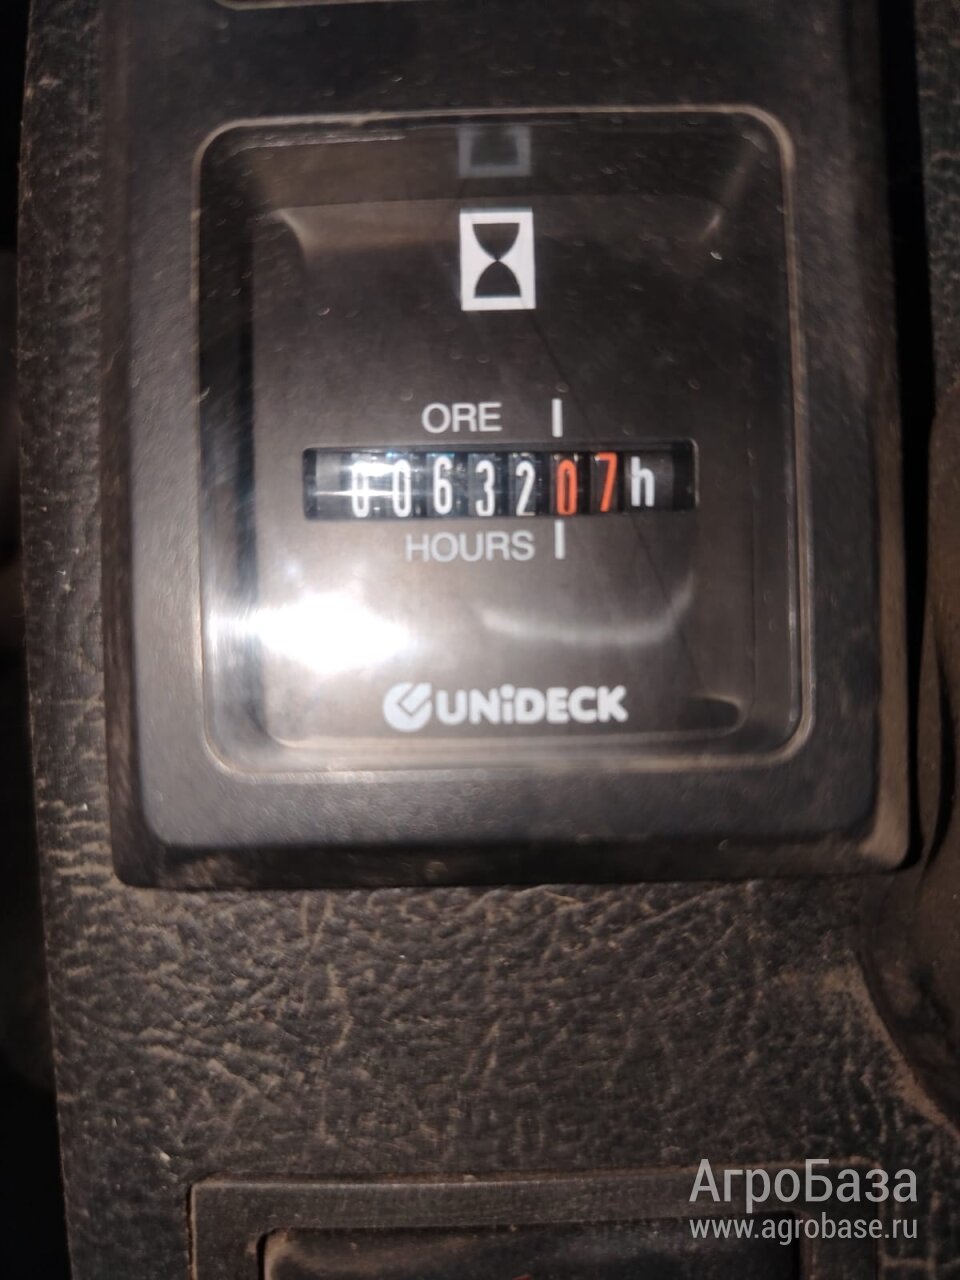 ORE
0063207h
HOURS
UNiDECK
АгроБаза
www.agrobase.ru